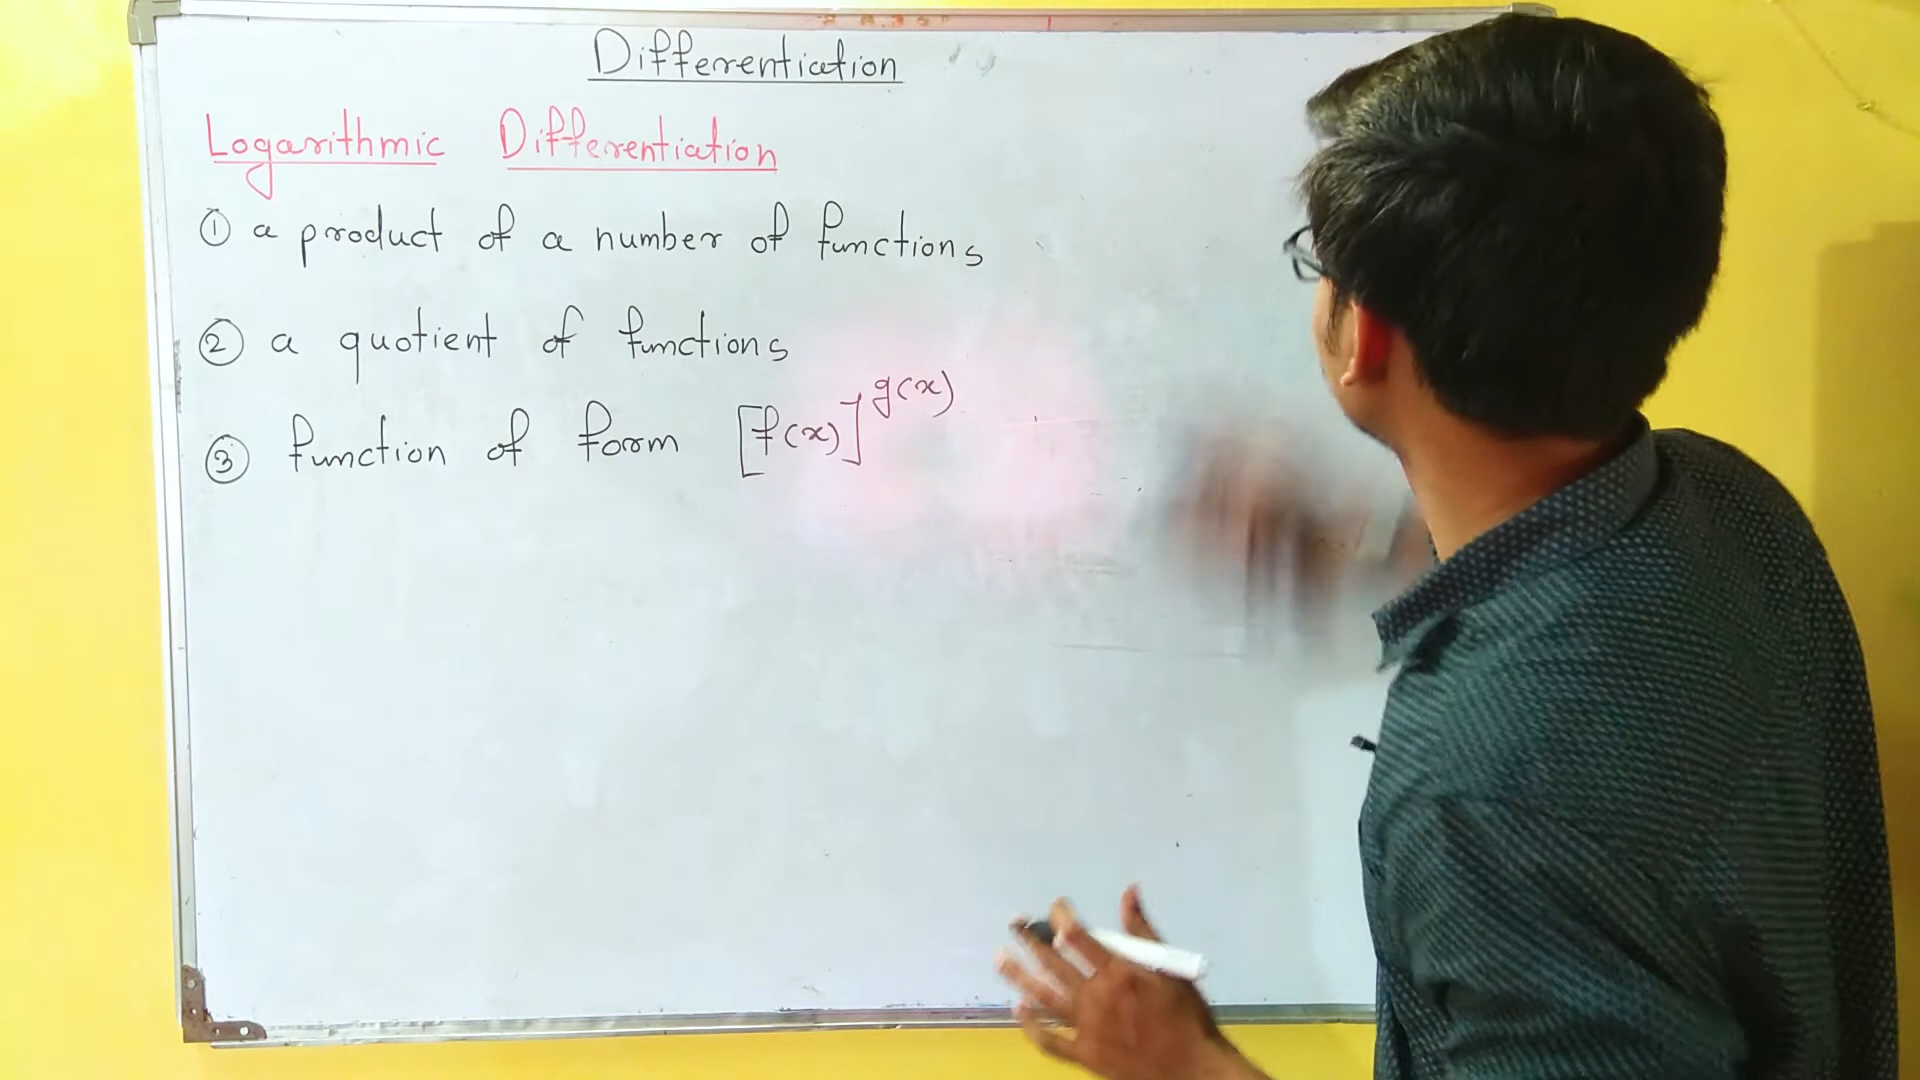 Differentiation
Logarithmic Differentiation
① a product of a number of functions
② a quotient of functions
③ function of form [f(x)]^g(x)